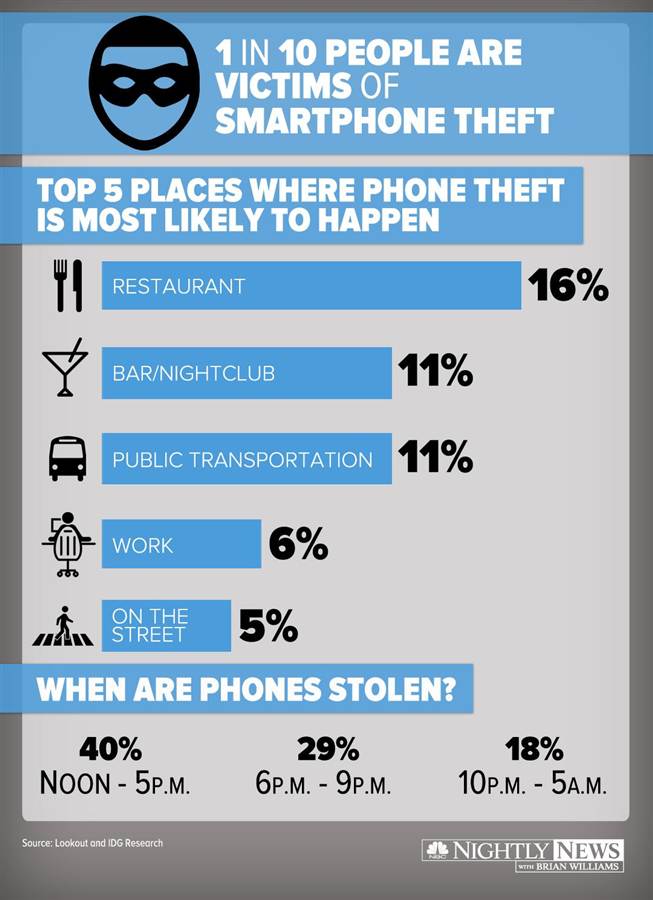 1 IN 10 PEOPLE ARE
VICTIMS OF
SMARTPHONE THEFT
TOP 5 PLACES WHERE PHONE THEFT
IS MOST LIKELY TO HAPPEN
RESTAURANT 16%
BAR/NIGHTCLUB 11%
PUBLIC TRANSPORTATION 11%
WORK 6%
ON THE
STREET 5%
WHEN ARE PHONES STOLEN?
40% 29% 18%
NOON - 5P.M. 6P.M. - 9P.M. 10P.M. - 5A.M.
Source: Lookout and IDG Research
NBC NIGHTLY NEWS
WITH BRIAN WILLIAMS